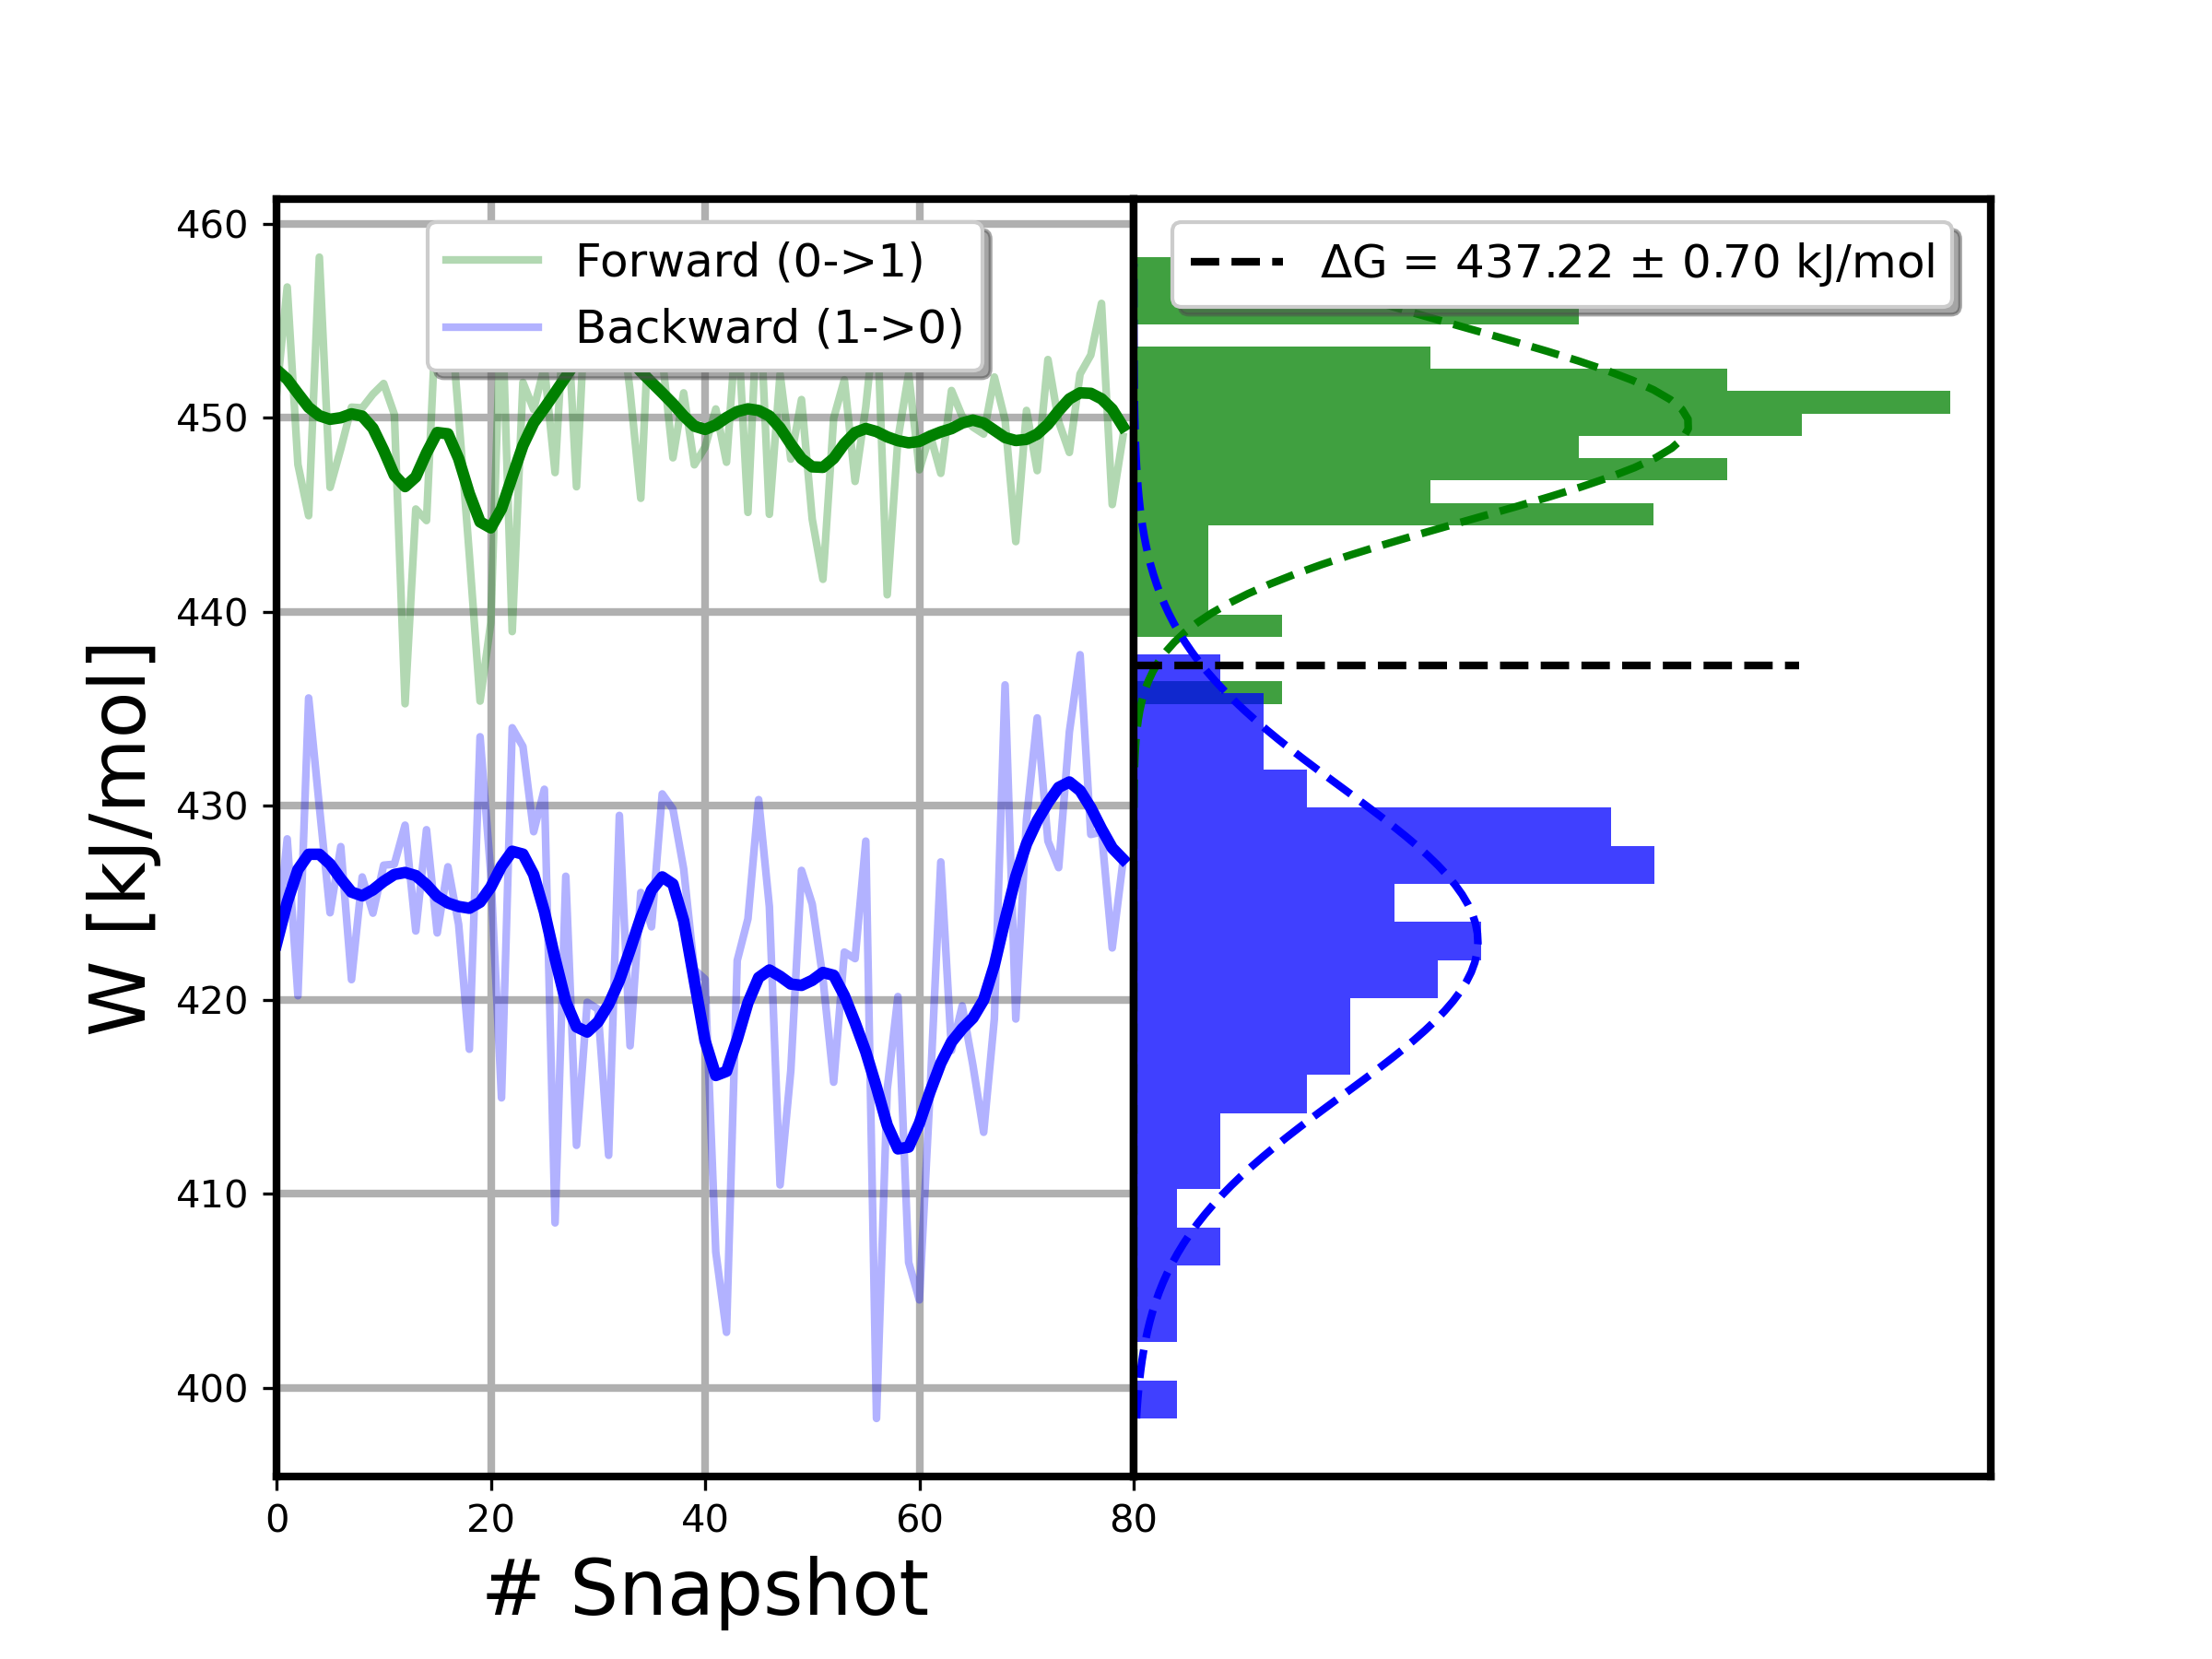 460
450
440
430
420
410
400
W [kJ/mol]
0 20 40 60 80
# Snapshot
Forward (0->1)
Backward (1->0)
ΔG = 437.22 ± 0.70 kJ/mol